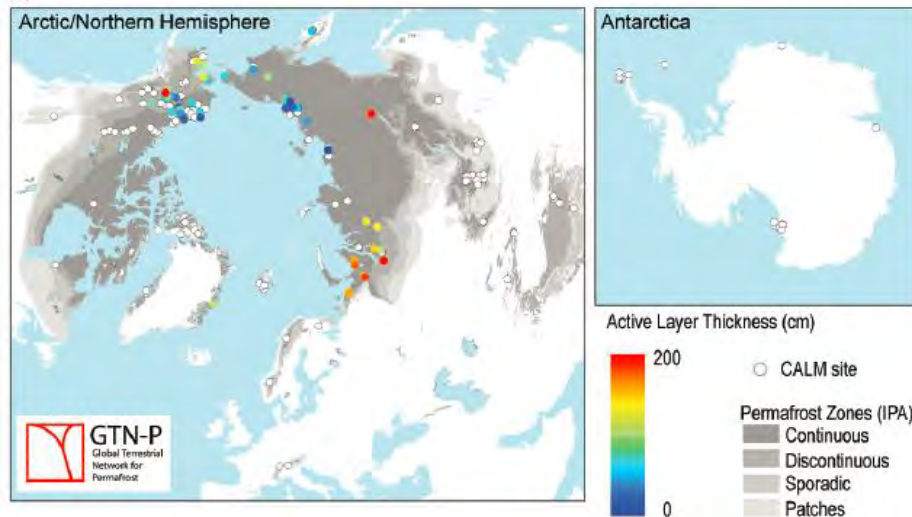 Arctic/Northern Hemisphere
Antarctica
Active Layer Thickness (cm)
200
0
CALM site
Permafrost Zones (IPA)
Continuous
Discontinuous
Sporadic
Patches
GTN-P
Global Terrestrial
Network for
Permafrost